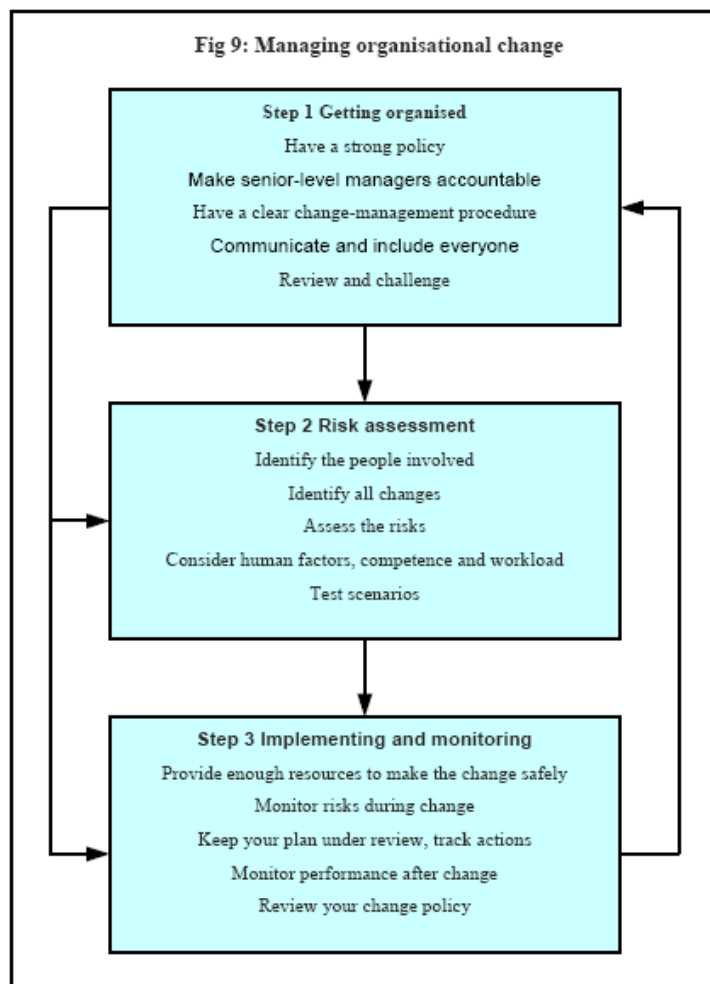 Fig 9: Managing organisational change
Step 1 Getting organised
Have a strong policy
Make senior-level managers accountable
Have a clear change-management procedure
Communicate and include everyone
Review and challenge
Step 2 Risk assessment
Identify the people involved
Identify all changes
Assess the risks
Consider human factors, competence and workload
Test scenarios
Step 3 Implementing and monitoring
Provide enough resources to make the change safely
Monitor risks during change
Keep your plan under review, track actions
Monitor performance after change
Review your change policy